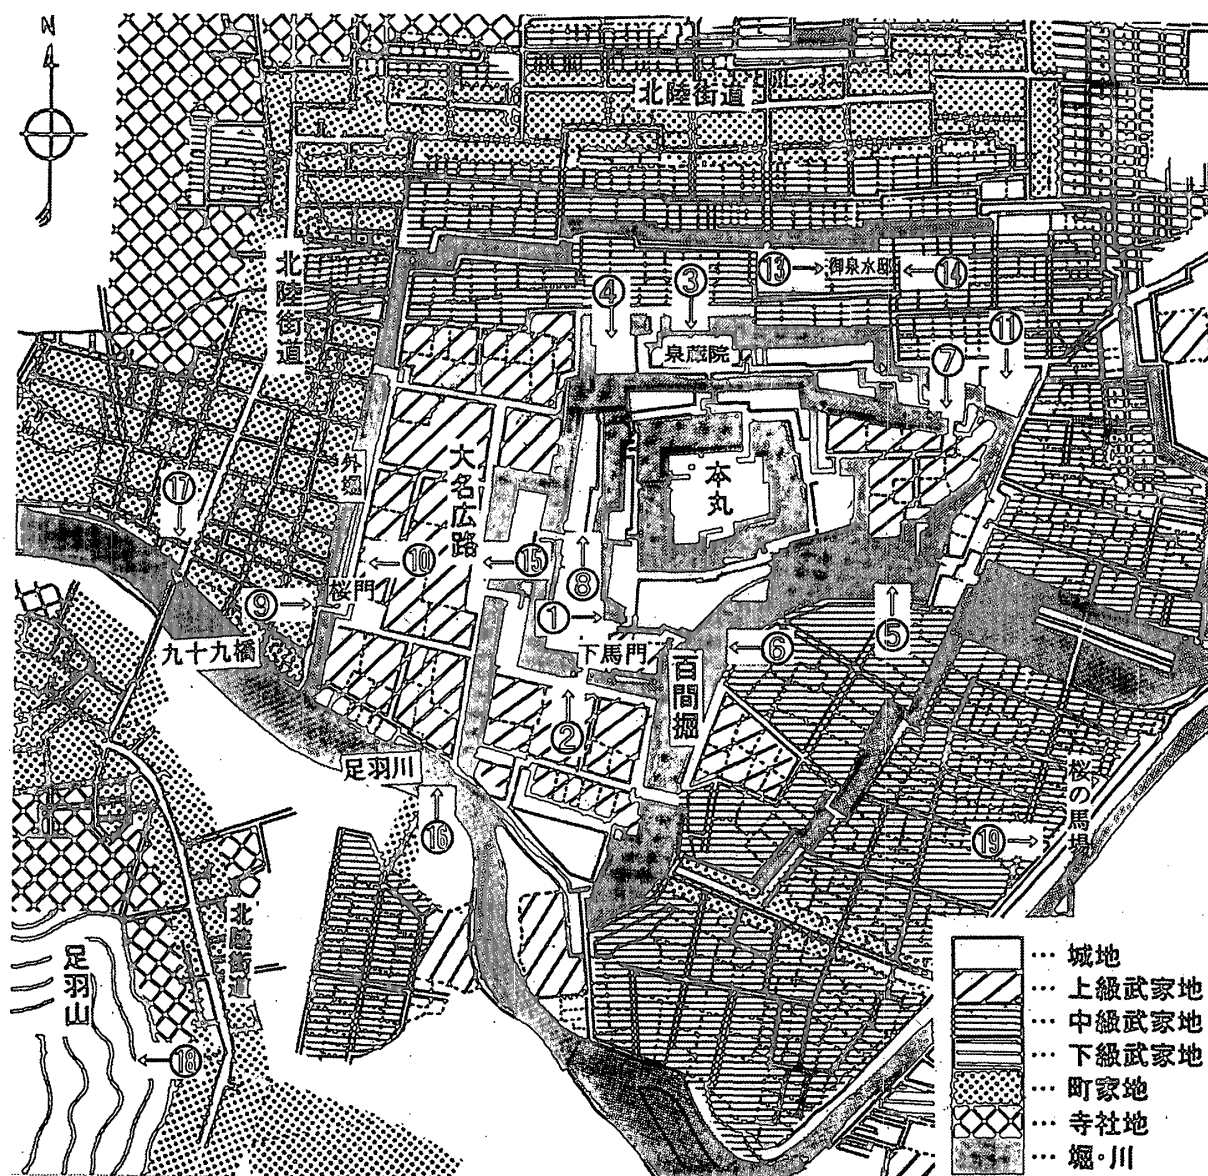 N
北陸街道
北陸街道
⑬
御泉水邸
⑭
④
③
⑪
泉蔵院
⑦
外堀
大名広路
本丸
⑰
⑩
⑮
⑧
桜門
⑨
①
⑤
九十九橋
下馬門
⑥
百間堀
②
足羽川
桜の馬場
⑯
⑲
北陸街道
足羽山
⑱
… 城地
… 上級武家地
… 中級武家地
… 下級武家地
… 町家地
… 寺社地
… 堀・川